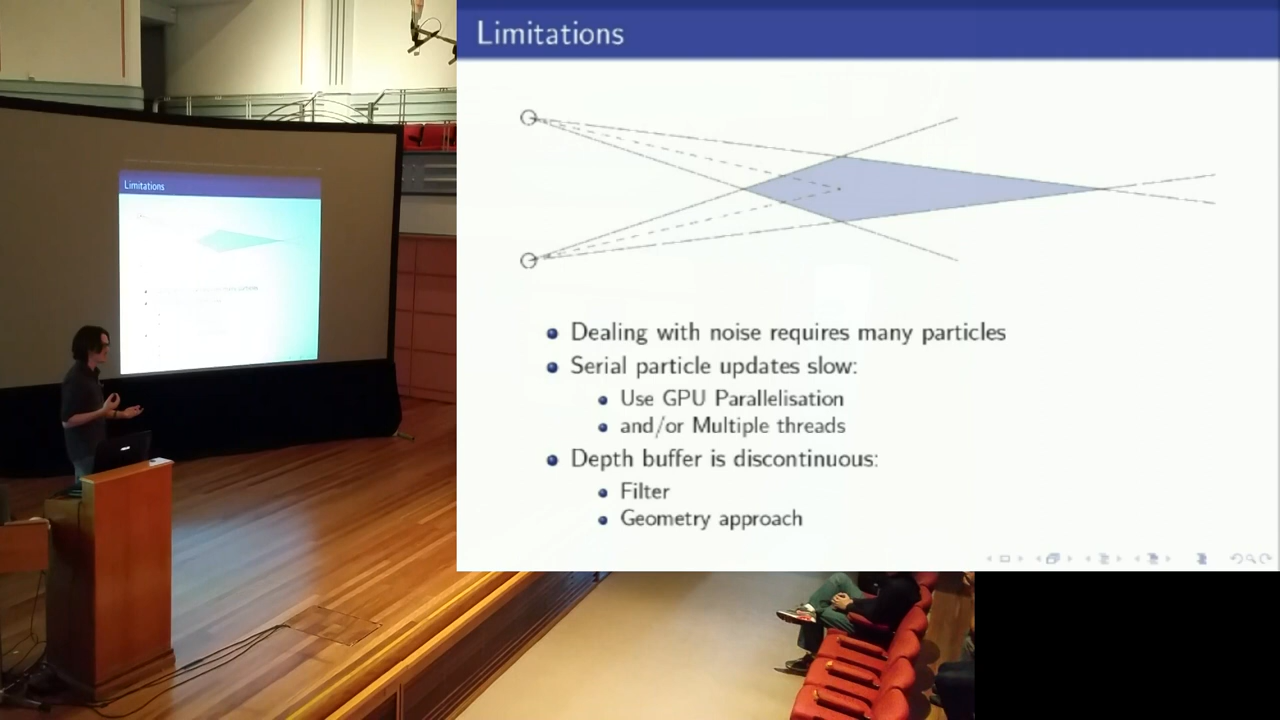 Limitations
Dealing with noise requires many particles
Serial particle updates slow:
Use GPU Parallelisation
and/or Multiple threads
Depth buffer is discontinuous:
Filter
Geometry approach
Limitations